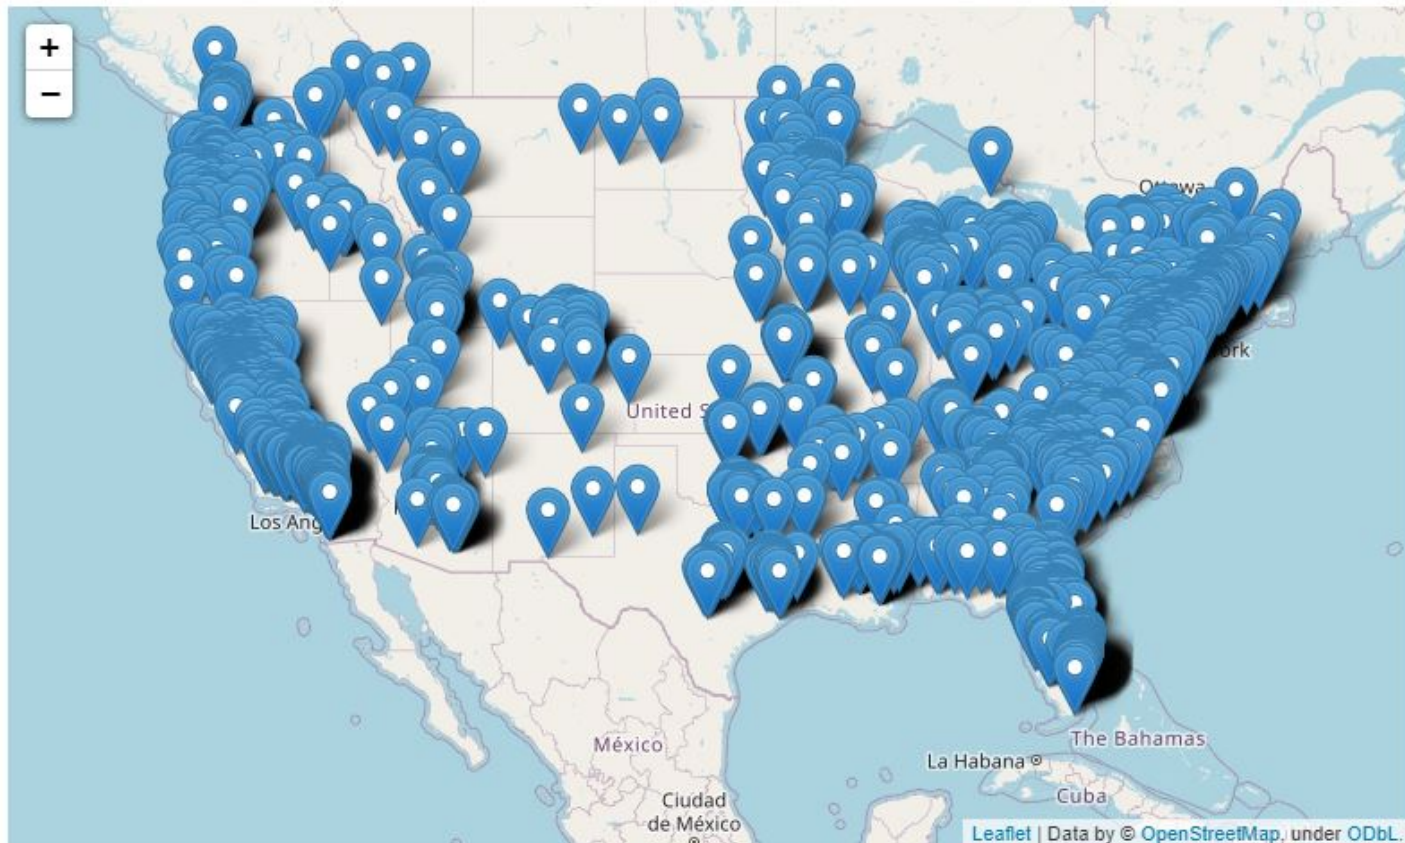 +
−
Ottawa
ork
United S
Los Ang
México
The Bahamas
La Habana
Cuba
Ciudad
de México
Leaflet | Data by © OpenStreetMap, under ODbL.